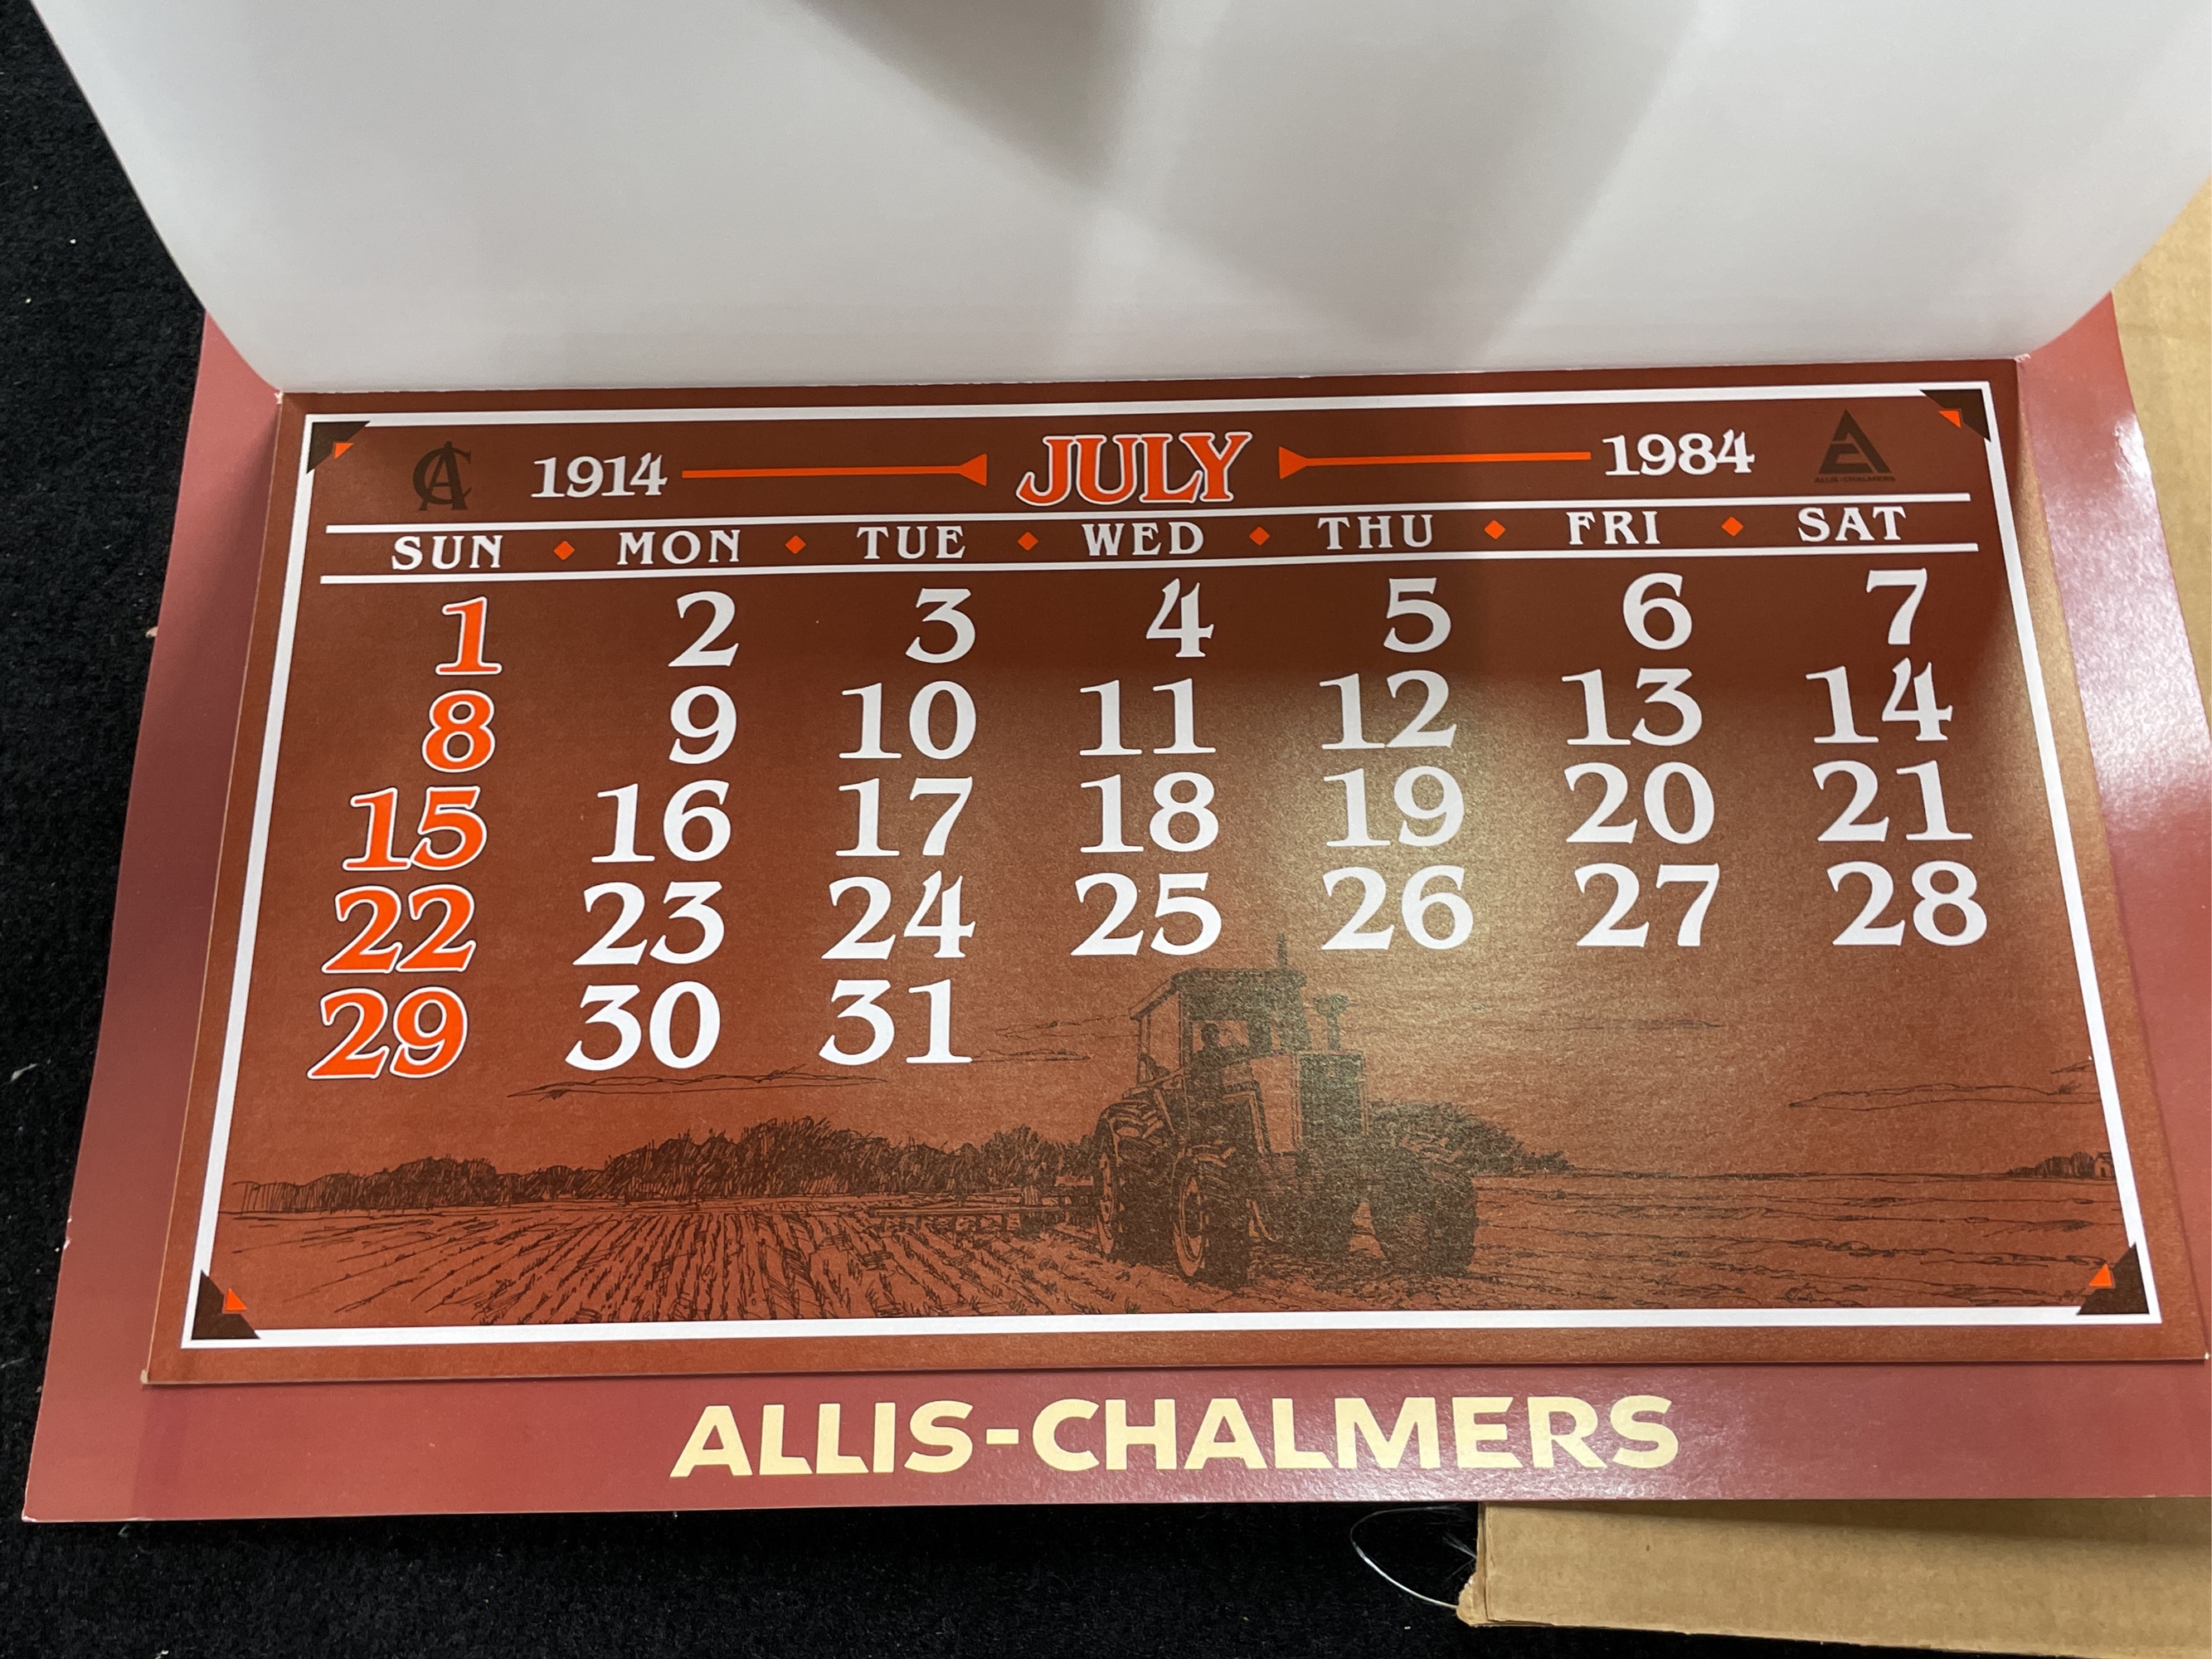 CA 1914 JULY 1984 A
ALLIS-CHALMERS
SUN MON TUE WED THU FRI SAT
1 2 3 4 5 6 7
8 9 10 11 12 13 14
15 16 17 18 19 20 21
22 23 24 25 26 27 28
29 30 31
ALLIS-CHALMERS